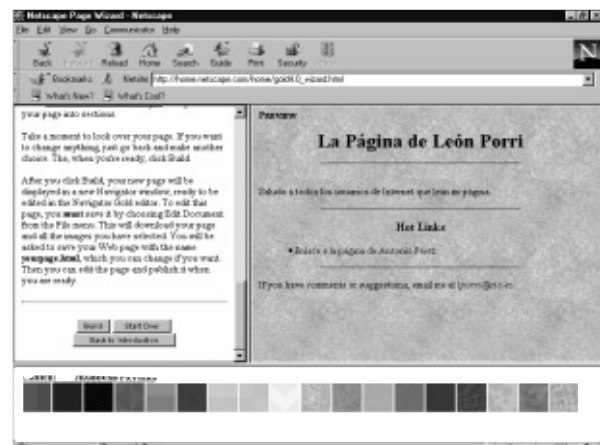 Netscape Page Wizard - Netscape
File Edit View Go Communicator Help
Back Reload Home Search Guide Print Security
Bookmarks Netsite: http://home.netscape.com/home/gold4.0_wizard.html
What's New? What's Cool?
your page into sections.
Take a moment to look over your page. If you want
to change anything, just go back and make another
choice. The, when you're ready, click Build.
After you click Build, your new page will be
displayed in a new Navigator window, ready to be
edited in the Navigator Gold editor. To edit this
page, you must save it by choosing Edit Document
from the File menu. This will download your page
and all the images you have selected. You will be
asked to save your Web page with the name
yourpage.html, which you can change if you want.
Then you can edit the page and publish it when
you are ready.
Build Start Over
Back to Introduction
PREVIEW
La Página de León Porri
Saludo a todos los usuarios de Internet que lean mi página.
Hot Links
Enlace a la página de Antonio Pérez
If you have comments or suggestions, email me at